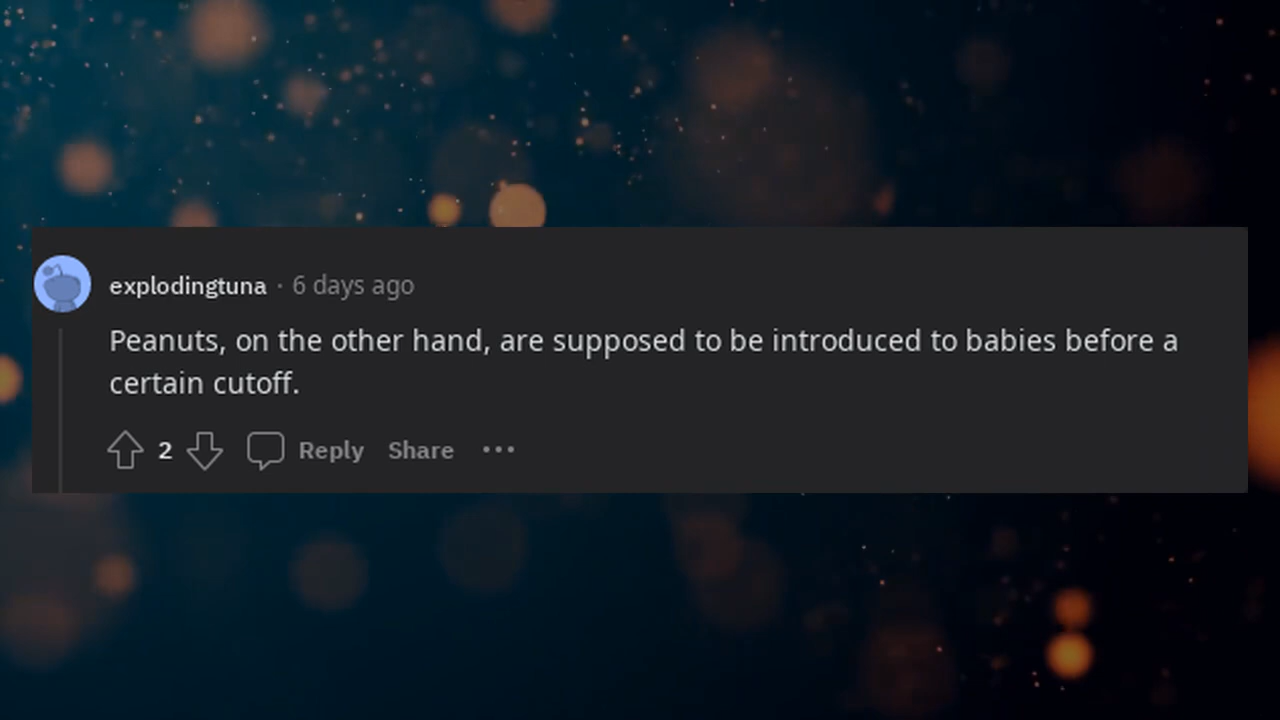 explodingtuna · 6 days ago
Peanuts, on the other hand, are supposed to be introduced to babies before a
certain cutoff.
2 Reply Share •••